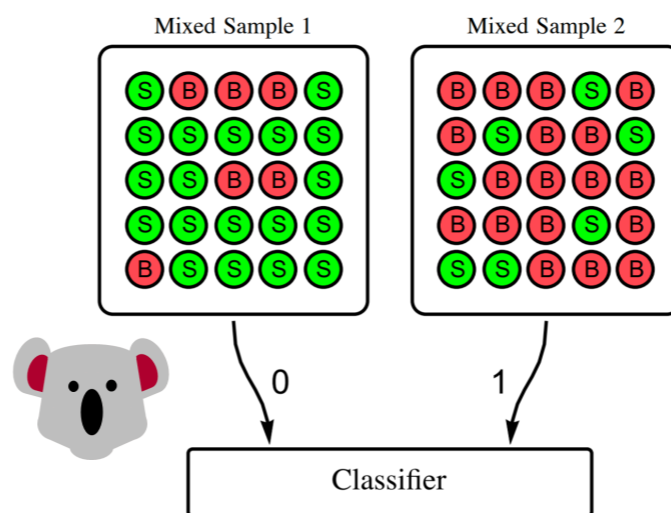 Mixed Sample 1 Mixed Sample 2
S B B B S B B B S B
S S S S S B S B B S
S S B B S S B B B B
S S S S S B B B S B
B S S S S S S B B B
0 1
Classifier